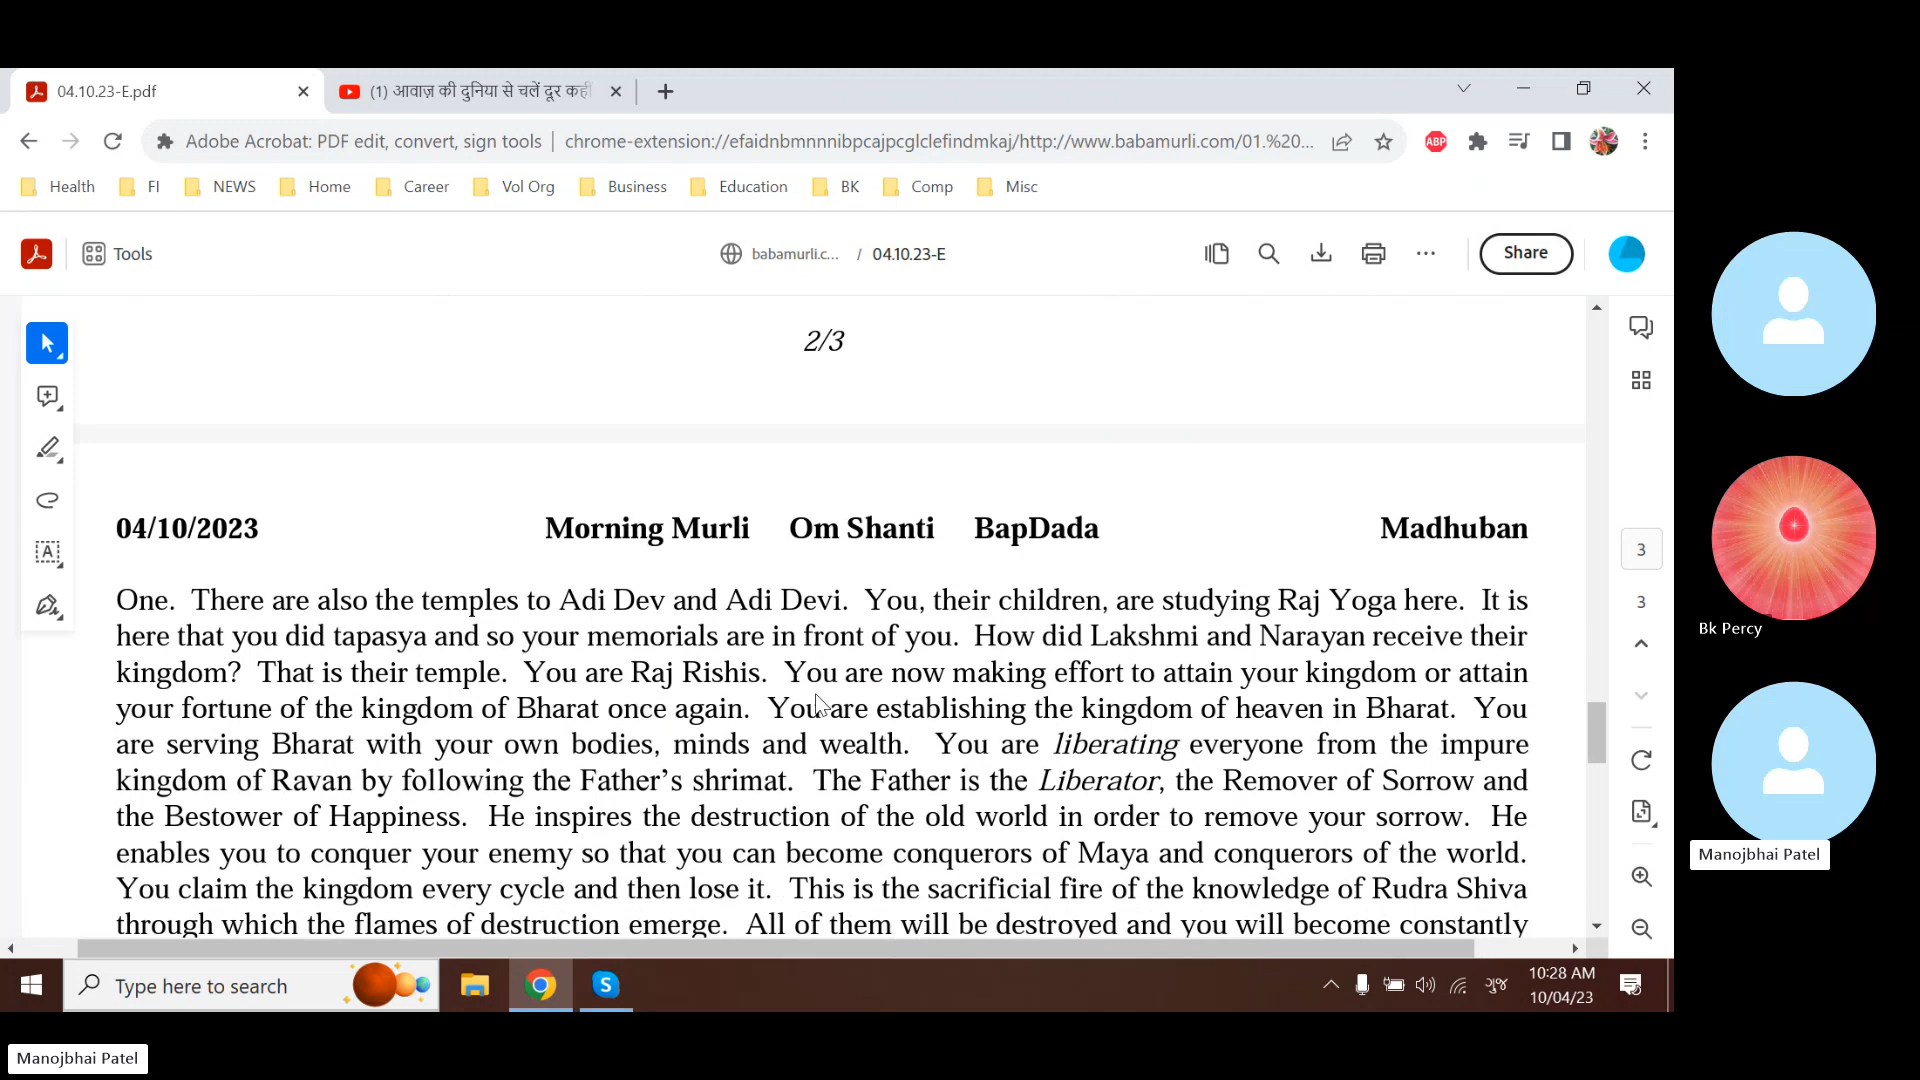 04.10.23-E.pdf
(1) आवाज़ की दुनिया से चलें दूर कहीं
Adobe Acrobat: PDF edit, convert, sign tools
chrome-extension://efaidnbmnnnibpcajpcglclefindmkaj/http://www.babamurli.com/01.%20...
ABP
Health FI NEWS Home Career Vol Org Business Education BK Comp Misc
Tools
babamurli.c... / 04.10.23-E
Share
2/3
04/10/2023 Morning Murli Om Shanti BapDada Madhuban
One. There are also the temples to Adi Dev and Adi Devi. You, their children, are studying Raj Yoga here. It is
here that you did tapasya and so your memorials are in front of you. How did Lakshmi and Narayan receive their
kingdom? That is their temple. You are Raj Rishis. You are now making effort to attain your kingdom or attain
your fortune of the kingdom of Bharat once again. You are establishing the kingdom of heaven in Bharat. You
are serving Bharat with your own bodies, minds and wealth. You are liberating everyone from the impure
kingdom of Ravan by following the Father’s shrimat. The Father is the Liberator, the Remover of Sorrow and
the Bestower of Happiness. He inspires the destruction of the old world in order to remove your sorrow. He
enables you to conquer your enemy so that you can become conquerors of Maya and conquerors of the world.
You claim the kingdom every cycle and then lose it. This is the sacrificial fire of the knowledge of Rudra Shiva
through which the flames of destruction emerge. All of them will be destroyed and you will become constantly
3
3
Type here to search
S
ગુજ
10:28 AM
10/04/23
Bk Percy
Manojbhai Patel
Manojbhai Patel